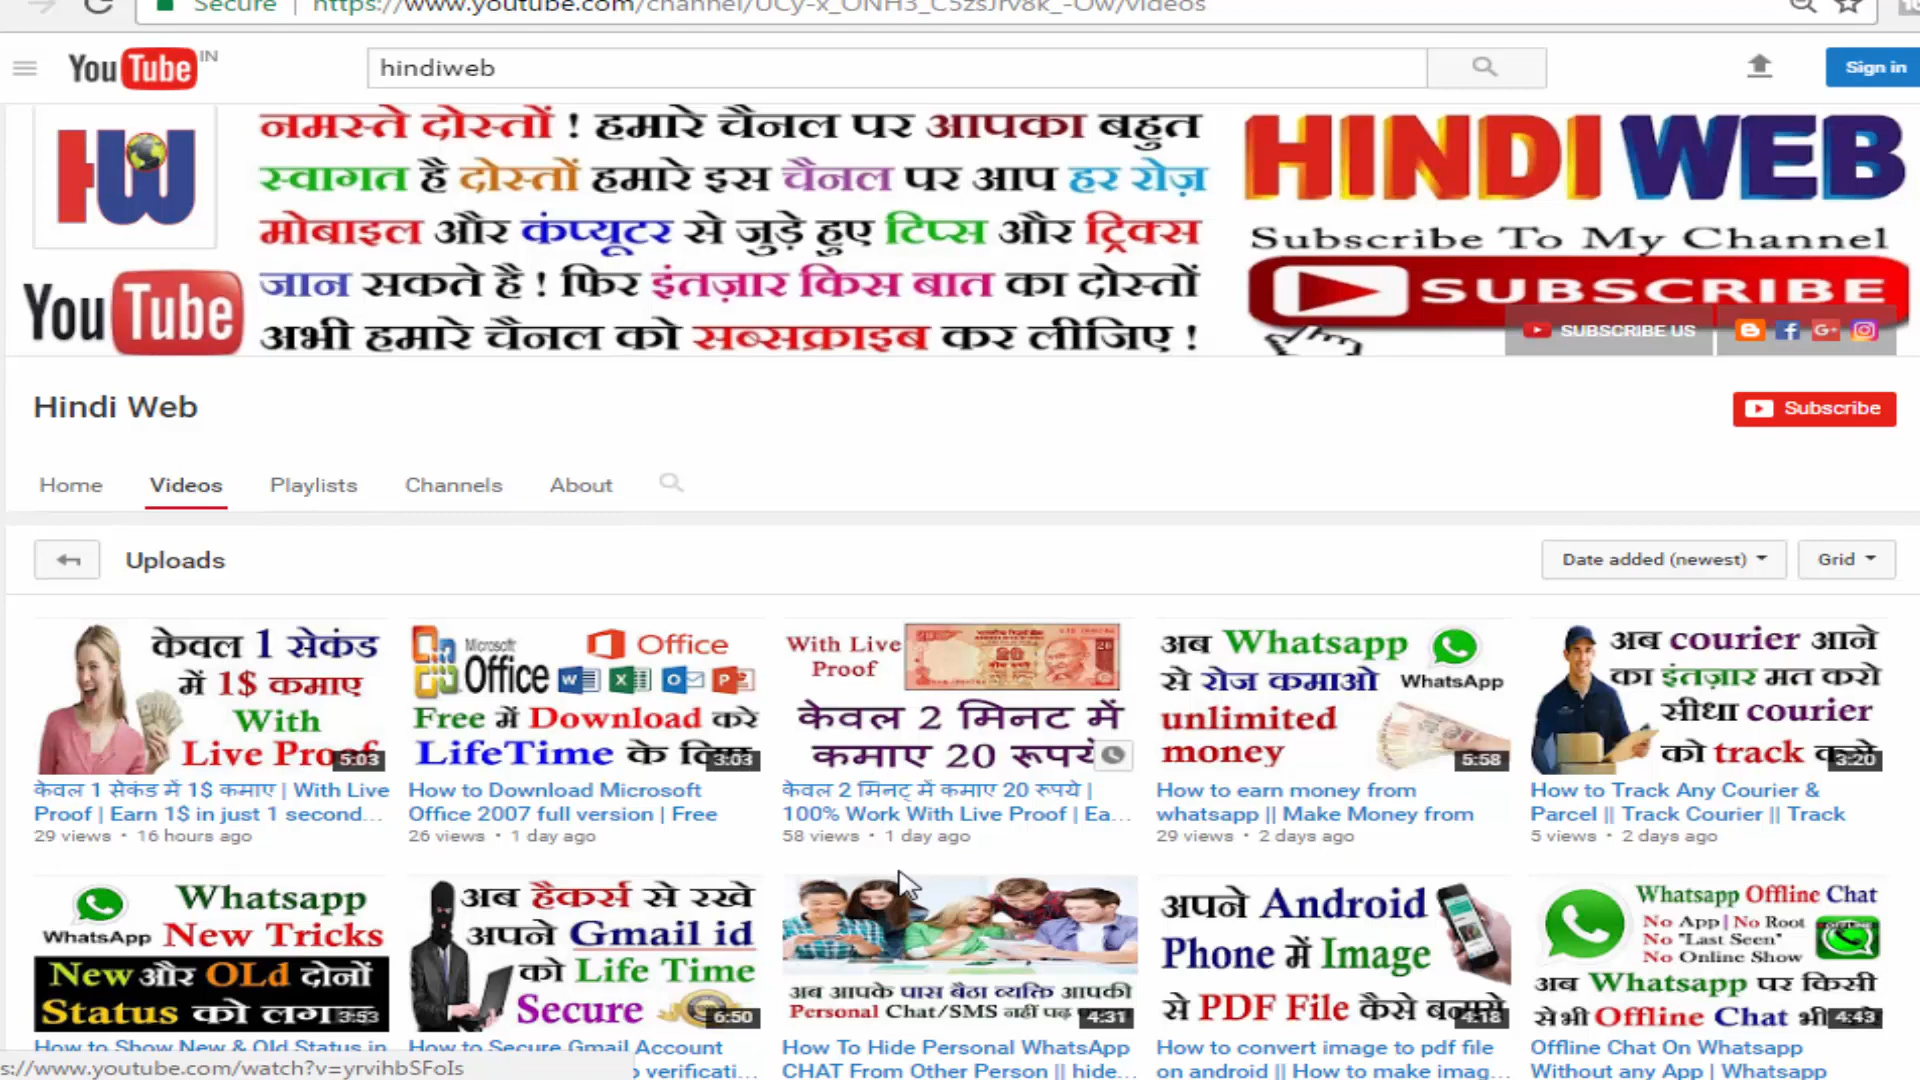 Secure https://www.youtube.com/channel/
YouTube IN
hindiweb
Sign in
HW
नमस्ते दोस्तों ! हमारे चैनल पर आपका बहुत
स्वागत है दोस्तों हमारे इस चैनल पर आप हर रोज़
मोबाइल और कंप्यूटर से जुड़े हुए टिप्स और ट्रिक्स
जान सकते है ! फिर इंतज़ार किस बात का दोस्तों
अभी हमारे चैनल को सब्सक्राइब कर लीजिए !
YouTube
HINDI WEB
Subscribe To My Channel
SUBSCRIBE
SUBSCRIBE US
Hindi Web
Subscribe
Home Videos Playlists Channels About
Uploads
Date added (newest) Grid
केवल 1 सेकंड
में 1$ कमाए
With
Live Proof
5:03
केवल 1 सेकंड में 1$ कमाए | With Live
Proof | Earn 1$ in just 1 second...
29 views • 16 hours ago
Microsoft
Office
Office
Free में Download करे
LifeTime के लिए
3:03
How to Download Microsoft
Office 2007 full version | Free
26 views • 1 day ago
With Live
Proof
20
केवल 2 मिनट में
कमाए 20 रूपये
केवल 2 मिनट् में कमाए 20 रूपये |
100% Work With Live Proof | Ea...
58 views • 1 day ago
अब Whatsapp
से रोज कमाओ
WhatsApp
unlimited
money
5:58
How to earn money from
whatsapp || Make Money from
29 views • 2 days ago
अब courier आने
का इंतज़ार मत करो
सीधा courier
को track करो
3:20
How to Track Any Courier &
Parcel || Track Courier || Track
5 views • 2 days ago
Whatsapp
WhatsApp
New Tricks
New और OLd दोनों
Status को लगा
3:53
How to Show New & Old Status in
अब हैकर्स से रखे
अपने Gmail id
को Life Time
Secure
6:50
How to Secure Gmail Account
verificati...
अब आपके पास बैठा व्यक्ति आपकी
Personal Chat/SMS नहीं पढ़
4:31
How To Hide Personal WhatsApp
CHAT From Other Person || hide...
अपने Android
Phone में Image
से PDF File कैसे बनाये
4:18
How to convert image to pdf file
on android || How to make imag...
Whatsapp Offline Chat
No App | No Root
No "Last Seen"
No Online Show
अब Whatsapp पर किसी
से भी Offline Chat
4:43
Offline Chat On Whatsapp
Without any App | Whatsapp
s://www.youtube.com/watch?v=yrvihbSFoIs